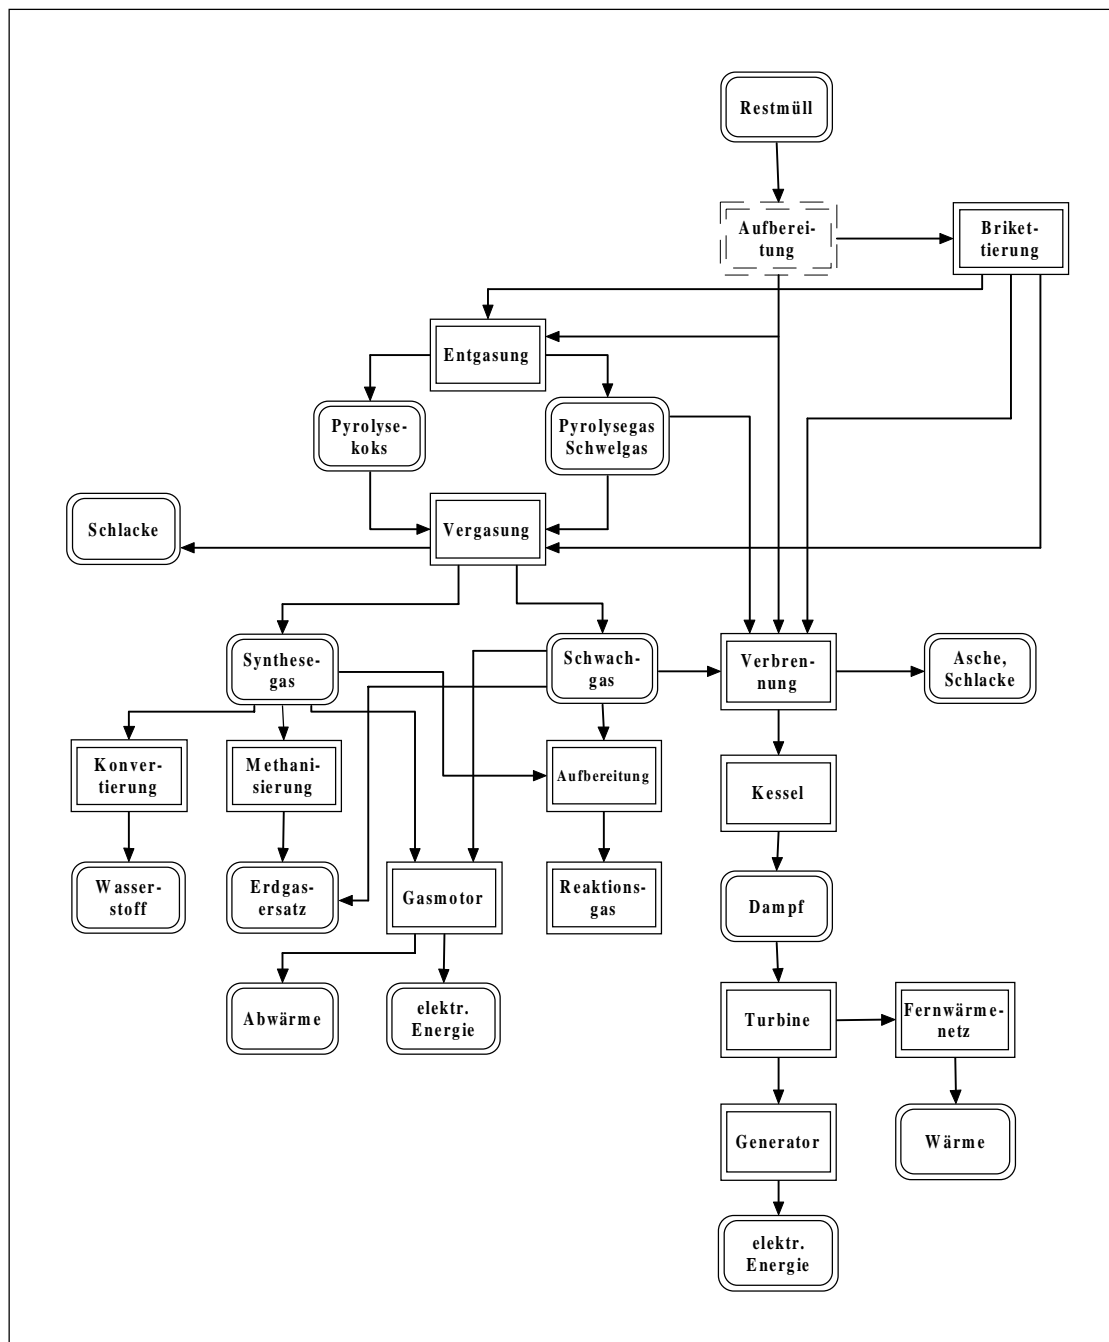 Restmüll
Aufberei-
tung
Briket-
tierung
Entgasung
Pyrolyse-
koks
Pyrolysegas
Schwelgas
Schlacke
Vergasung
Synthese-
gas
Schwach-
gas
Verbren-
nung
Asche,
Schlacke
Konver-
tierung
Methani-
sierung
Aufbereitung
Kessel
Wasser-
stoff
Erdgas-
ersatz
Gasmotor
Reaktions-
gas
Dampf
Abwärme
elektr.
Energie
Turbine
Fernwärme-
netz
Generator
Wärme
elektr.
Energie